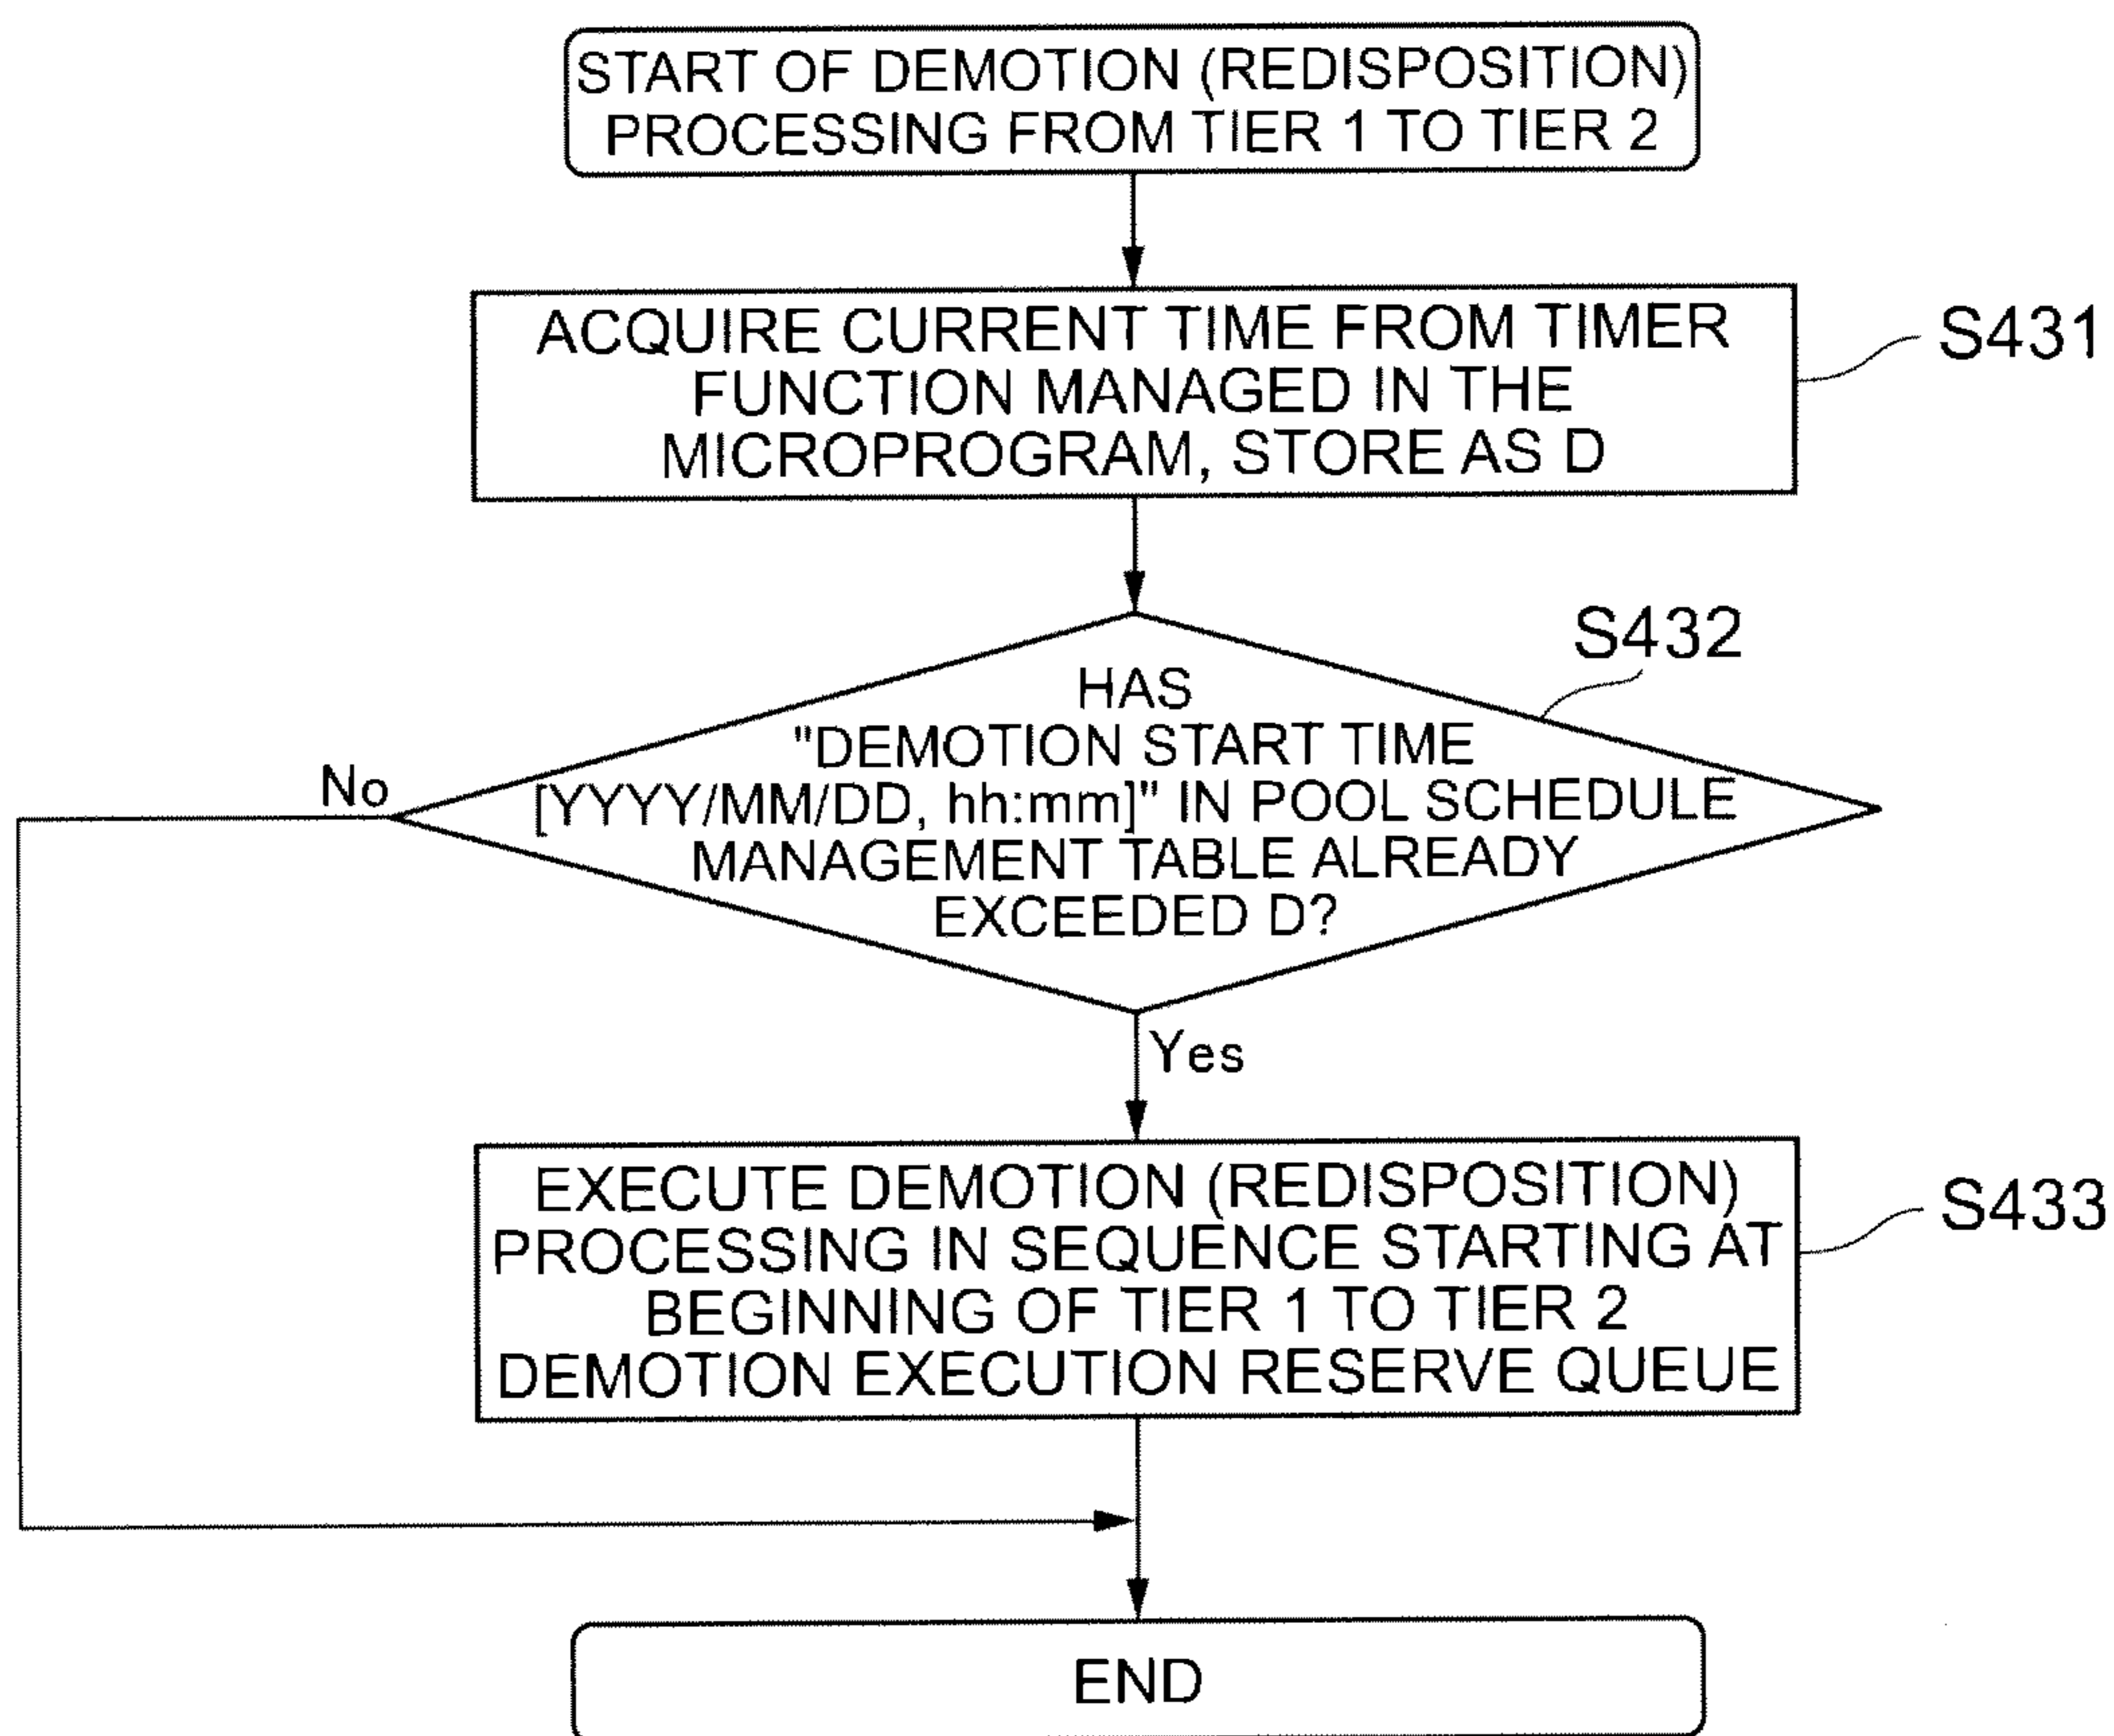 START OF DEMOTION (REDISPOSITION)
PROCESSING FROM TIER 1 TO TIER 2
ACQUIRE CURRENT TIME FROM TIMER
FUNCTION MANAGED IN THE
MICROPROGRAM, STORE AS D
S431
S432
HAS
"DEMOTION START TIME
[YYYY/MM/DD, hh:mm]" IN POOL SCHEDULE
MANAGEMENT TABLE ALREADY
EXCEEDED D?
No
Yes
EXECUTE DEMOTION (REDISPOSITION)
PROCESSING IN SEQUENCE STARTING AT
BEGINNING OF TIER 1 TO TIER 2
DEMOTION EXECUTION RESERVE QUEUE
S433
END